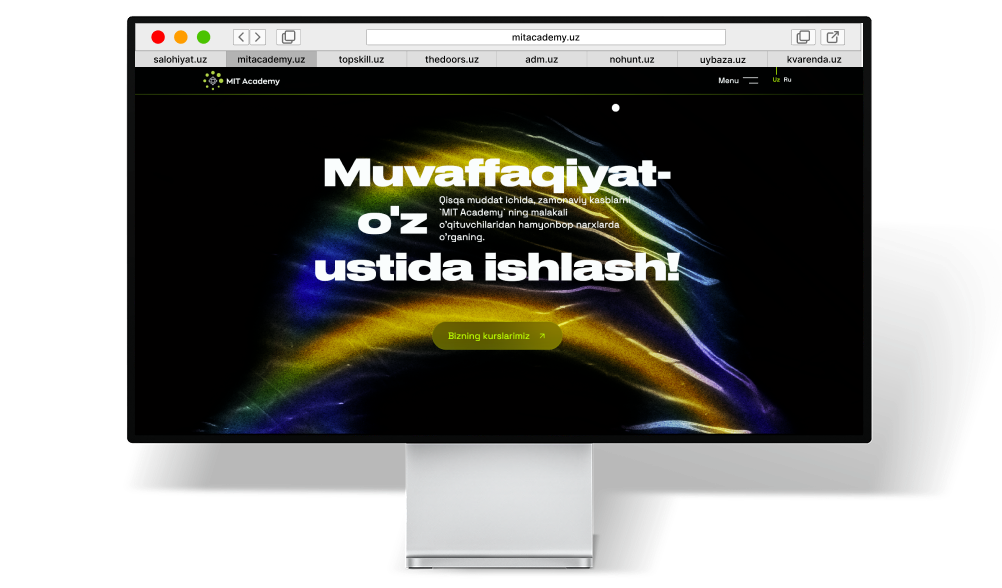 mitacademy.uz
salohiyat.uz mitacademy.uz topskill.uz thedoors.uz adm.uz nohunt.uz uybaza.uz kvarenda.uz
MIT Academy Menu Uz Ru
Muvaffaqiyat-
o'z
Qisqa muddat ichida, zamonaviy kasblarni
`MIT Academy` ning malakali
o'qituvchilaridan hamyonbop narxlarda
o'rganing.
ustida ishlash!
Bizning kurslarimiz